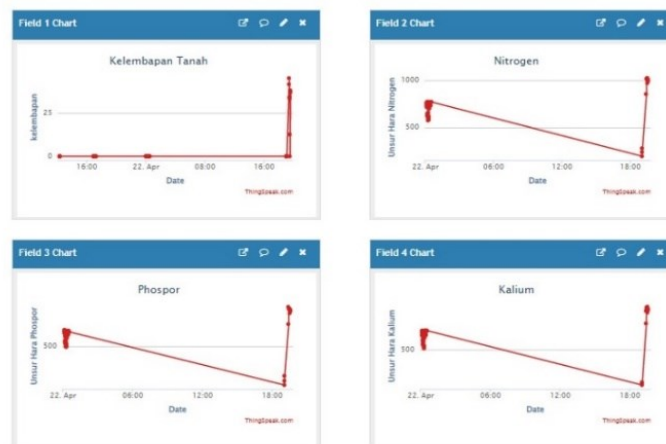 Field 1 Chart
Kelembapan Tanah
kelembapan
25
0
16:00 22. Apr 08:00 16:00
Date
ThingSpeak.com
Field 2 Chart
Nitrogen
Unsur Hara Nitrogen
1000
500
22. Apr 06:00 12:00 18:00
Date
ThingSpeak.com
Field 3 Chart
Phospor
Unsur Hara Phospor
500
22. Apr 06:00 12:00 18:00
Date
ThingSpeak.com
Field 4 Chart
Kalium
Unsur Hara Kalium
500
22. Apr 06:00 12:00 18:00
Date
ThingSpeak.com